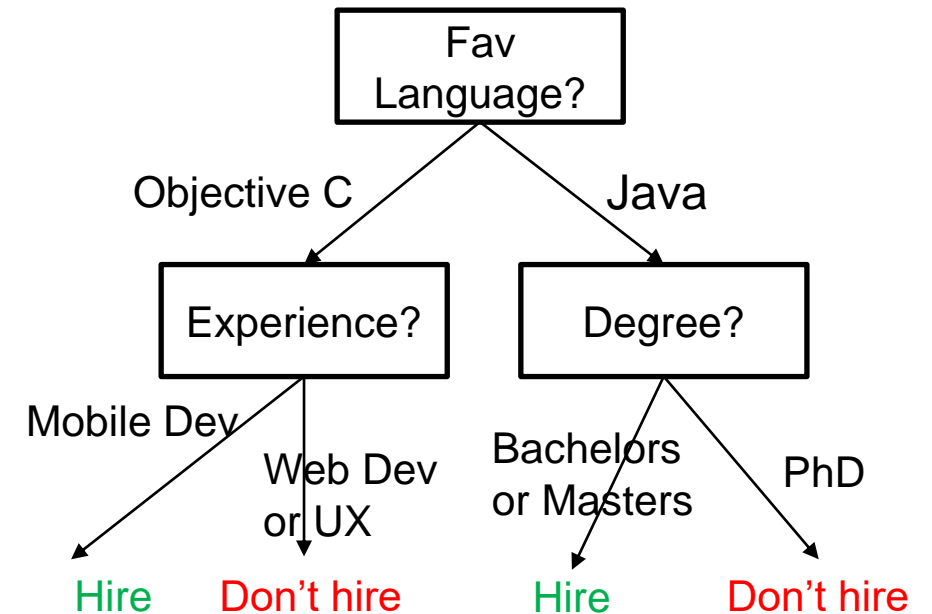 Fav
Language?
Objective C
Java
Experience?
Degree?
Mobile Dev
Web Dev
or UX
Bachelors
or Masters
PhD
Hire
Don’t hire
Hire
Don’t hire